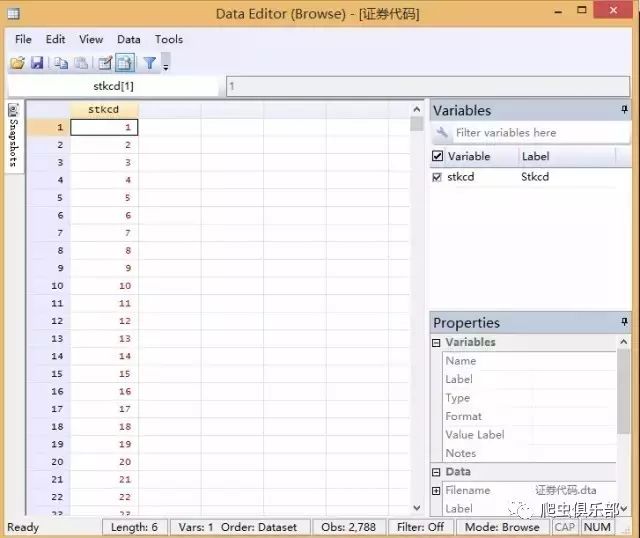 Data Editor (Browse) - [证券代码]
File Edit View Data Tools
stkcd[1] 1
Snapshots
stkcd
1 1
2 2
3 3
4 4
5 5
6 6
7 7
8 8
9 9
10 10
11 11
12 12
13 13
14 14
15 15
16 16
17 17
18 18
19 19
20 20
21 21
22 22
23 23
Variables
Filter variables here
Variable Label
stkcd Stkcd
Properties
Variables
Name
Label
Type
Format
Value Label
Notes
Data
Filename 证券代码.dta
Label
爬虫俱乐部
Ready Length: 6 Vars: 1 Order: Dataset Obs: 2,788 Filter: Off Mode: Browse CAP NUM